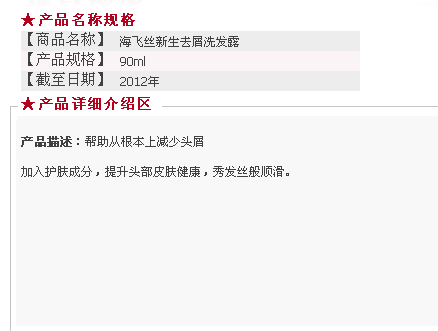 ★产品名称规格
【商品名称】 海飞丝新生去屑洗发露
【产品规格】 90ml
【截至日期】 2012年
★产品详细介绍区
产品描述：帮助从根本上减少头屑
加入护肤成分，提升头部皮肤健康，秀发丝般顺滑。